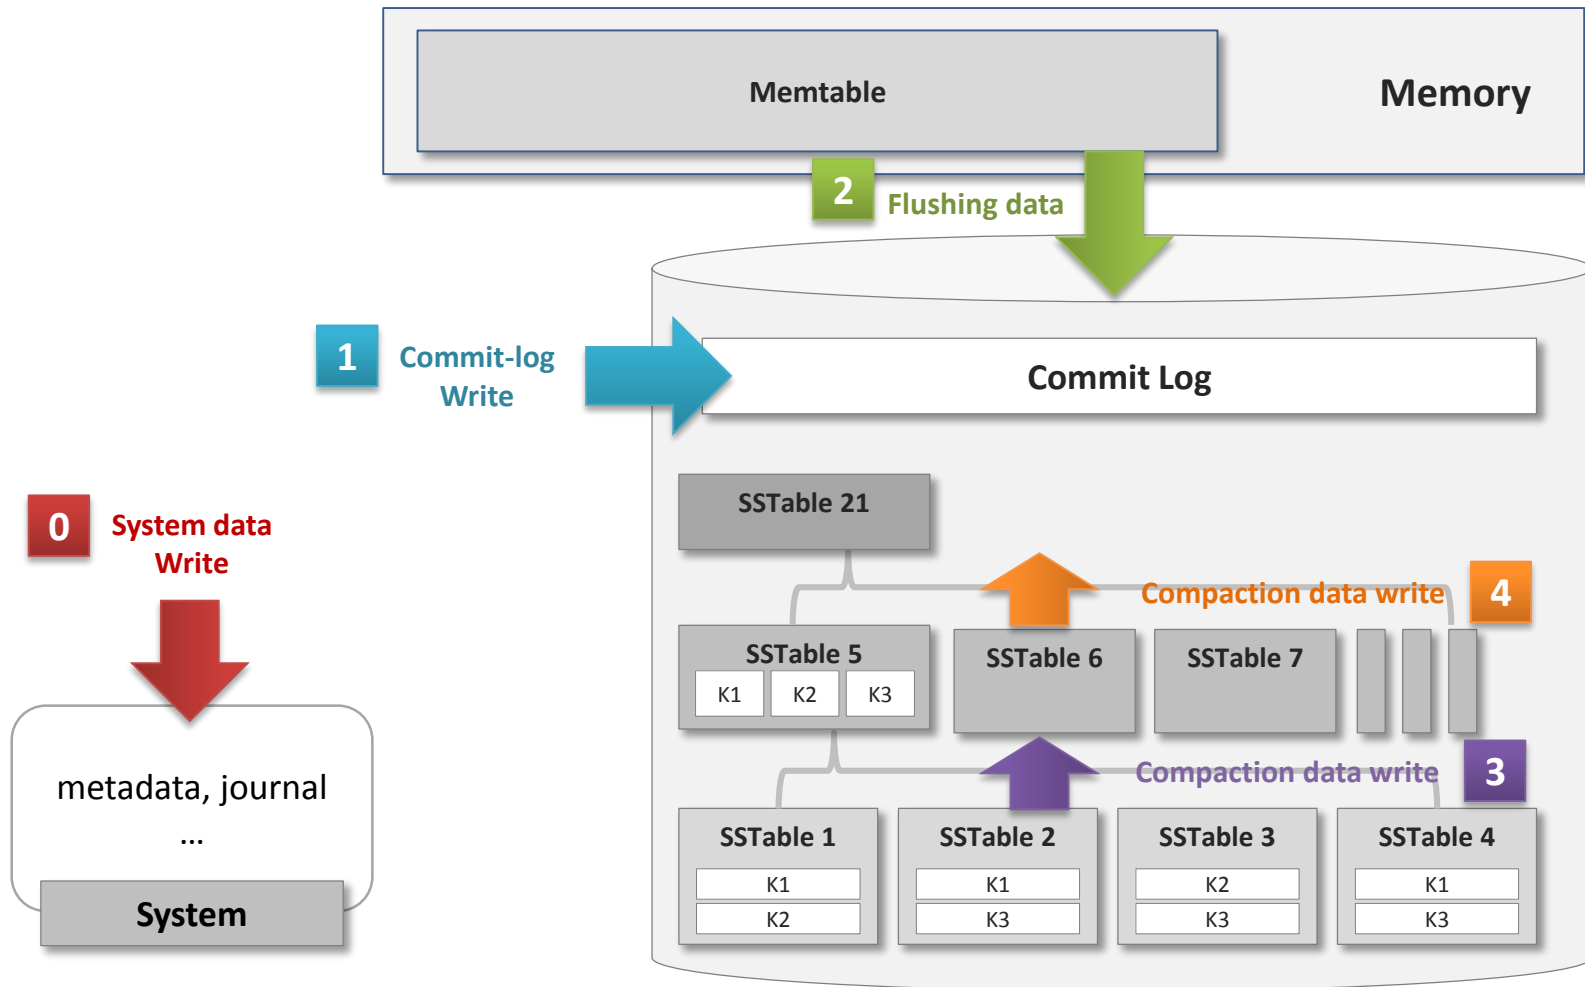 Memtable
Memory
2
Flushing data
1
Commit-log
Write
Commit Log
0
System data
Write
metadata, journal
...
System
SSTable 21
Compaction data write
4
SSTable 5
K1 K2 K3
SSTable 6
SSTable 7
Compaction data write
3
SSTable 1
K1
K2
SSTable 2
K1
K3
SSTable 3
K2
K3
SSTable 4
K1
K3